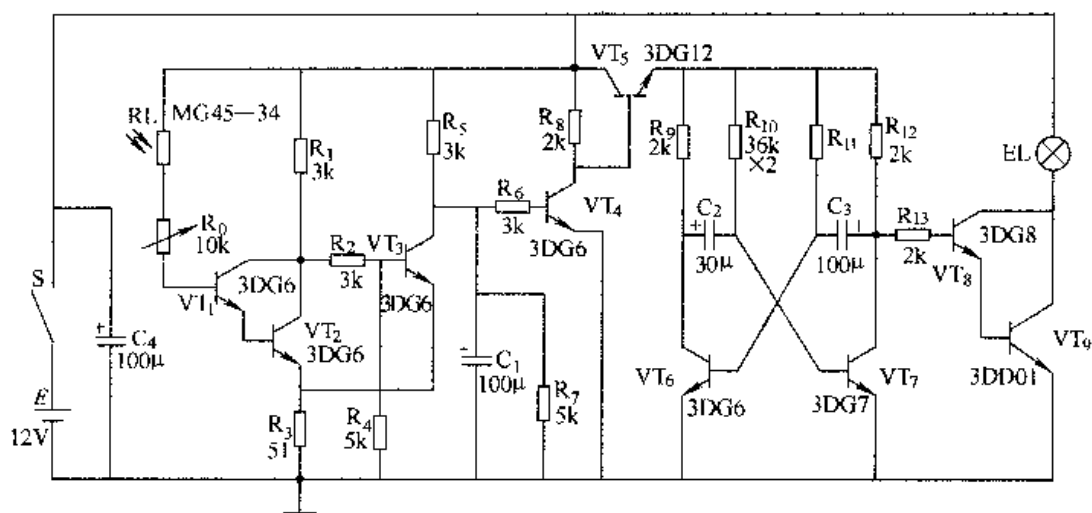 VT₅
3DG12
RL
MG45—34
R₁
3k
R₅
3k
R₈
2k
R₉
2k
R₁₀
36k
×2
R₁₁
R₁₂
2k
EL
R₀
10k
R₆
3k
VT₄
3DG6
C₂
+
30μ
C₃
+
100μ
R₁₃
2k
3DG8
VT₈
R₂
3k
VT₃
3DG6
3DG6
VT₁
S
+
C₄
100μ
VT₂
3DG6
+
C₁
100μ
R₇
5k
VT₆
3DG6
VT₇
3DG7
VT₉
3DD01
E
12V
R₃
51
R₄
5k